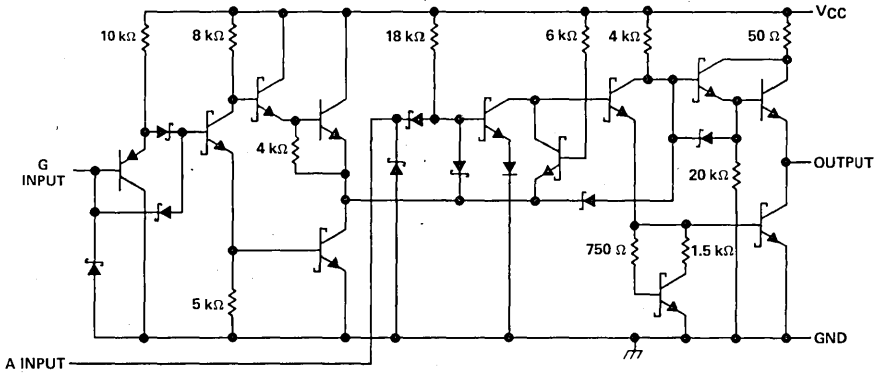 VCC
10 kΩ
8 kΩ
18 kΩ
6 kΩ
4 kΩ
50 Ω
4 kΩ
G
INPUT
OUTPUT
20 kΩ
750 Ω
1.5 kΩ
5 kΩ
GND
A INPUT